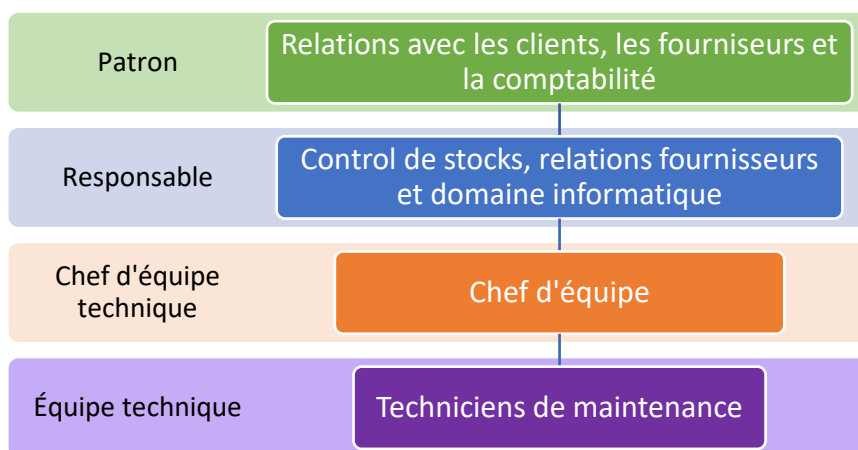 Patron
Relations avec les clients, les fourniseurs et
la comptabilité
Responsable
Control de stocks, relations fournisseurs
et domaine informatique
Chef d'équipe
technique
Chef d'équipe
Équipe technique
Techniciens de maintenance